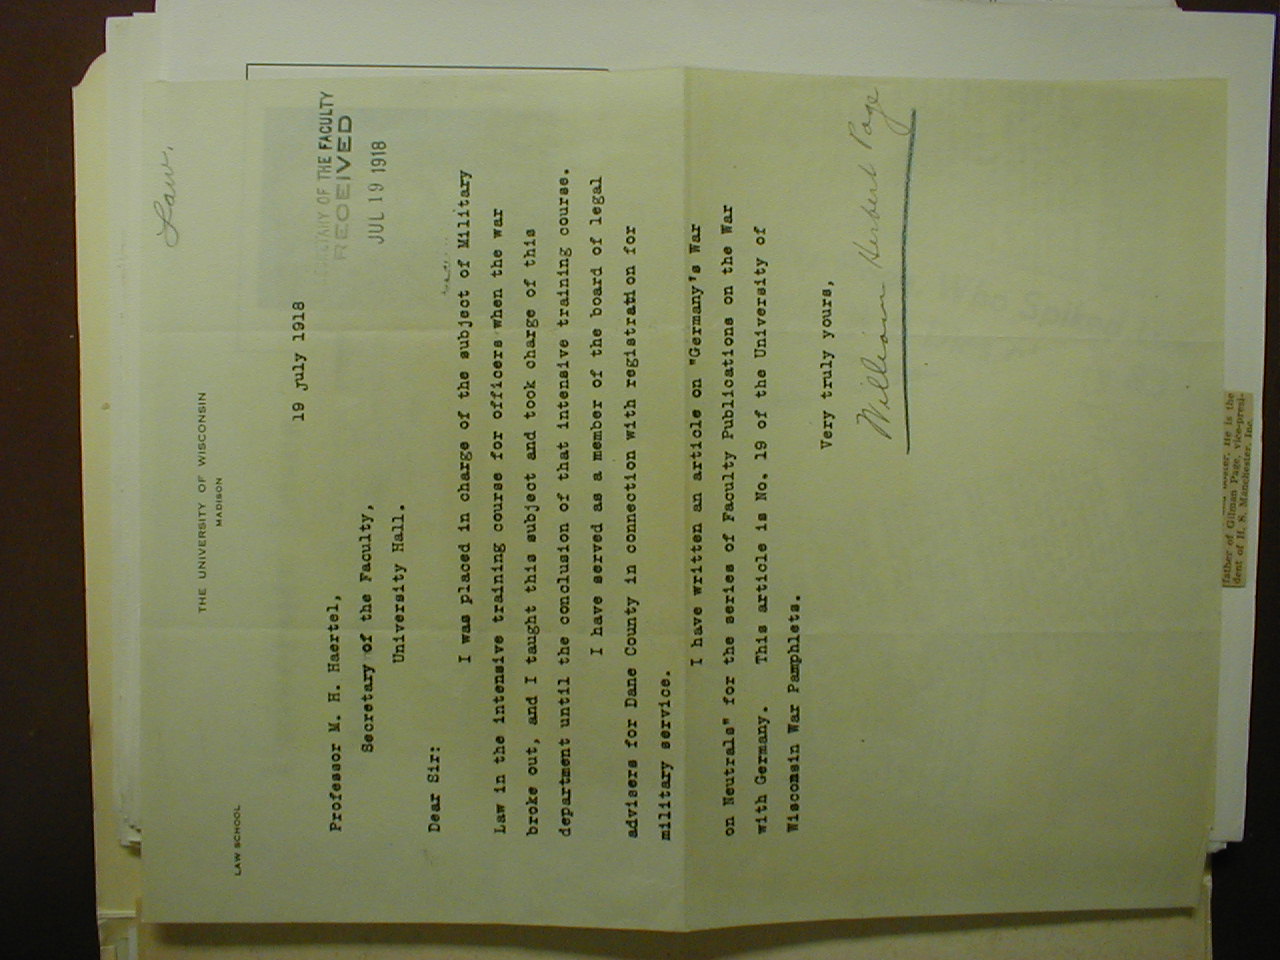 Law.
THE UNIVERSITY OF WISCONSIN
MADISON
LAW SCHOOL
19 july 1918
OF THE FACULTY
RECEIVED
JUL 19 1918
Professor M. H. Haertel,
Secretary of the Faculty,
University Hall.
Dear Sir:
I was placed in charge of the subject of Military
Law in the intensive training course for officers when the war
broke out, and I taught this subject and took charge of this
department until the conclusion of that intensive training course.
I have served as a member of the board of legal
advisers for Dane County in connection with registration for
military service.
I have written an article on "Germany's War
on Neutrals" for the series of Faculty Publications on the War
with Germany. This article is No. 19 of the University of
Wisconsin War Pamphlets.
Very truly yours,
William Herbert Page
He is the
father of Gilman Page, vice-presi-
dent of H. S. Manchester, Inc.